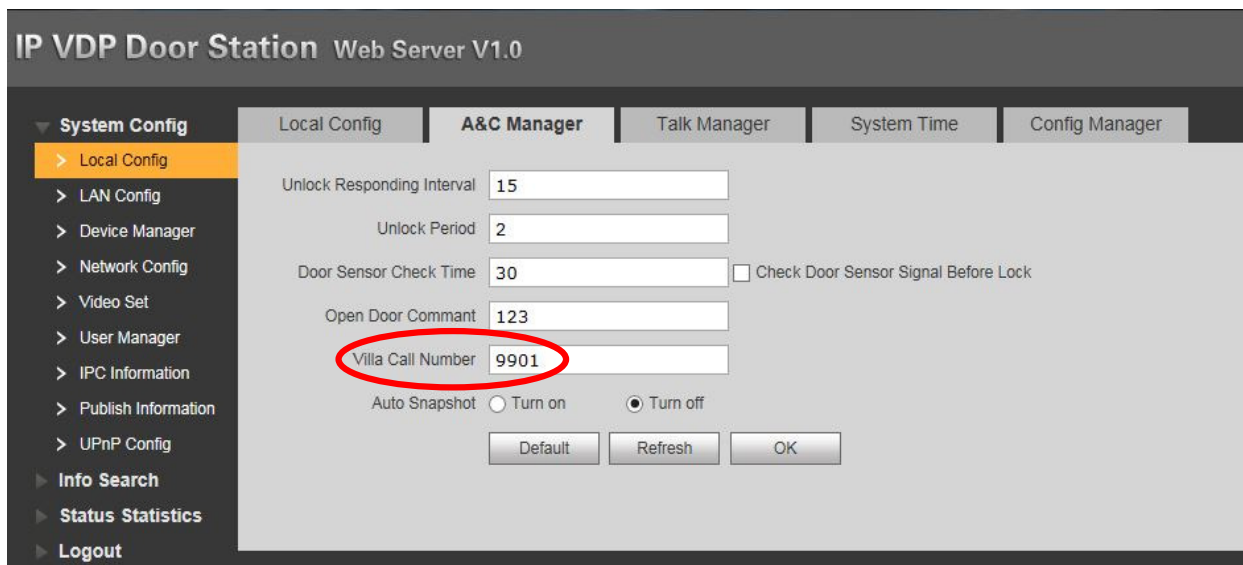 IP VDP Door Station Web Server V1.0
System Config
Local Config
LAN Config
Device Manager
Network Config
Video Set
User Manager
IPC Information
Publish Information
UPnP Config
Info Search
Status Statistics
Logout
Local Config A&C Manager Talk Manager System Time Config Manager
Unlock Responding Interval 15
Unlock Period 2
Door Sensor Check Time 30 Check Door Sensor Signal Before Lock
Open Door Commant 123
Villa Call Number 9901
Auto Snapshot Turn on Turn off
Default Refresh OK